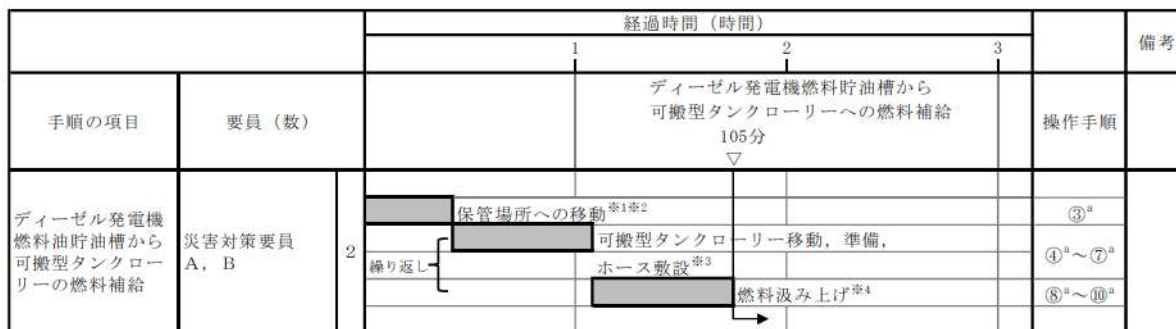 経過時間（時間）
備考
1 2 3
ディーゼル発電機燃料貯油槽から
可搬型タンクローリーへの燃料補給
105分
▽
手順の項目
要員（数）
操作手順
ディーゼル発電機
燃料油貯油槽から
可搬型タンクロー
リーの燃料補給
災害対策要員
A，B
2
保管場所への移動※1※2
③a
可搬型タンクローリー移動，準備，
ホース敷設※3
④a～⑦a
繰り返し
燃料汲み上げ※4
⑧a～⑩a